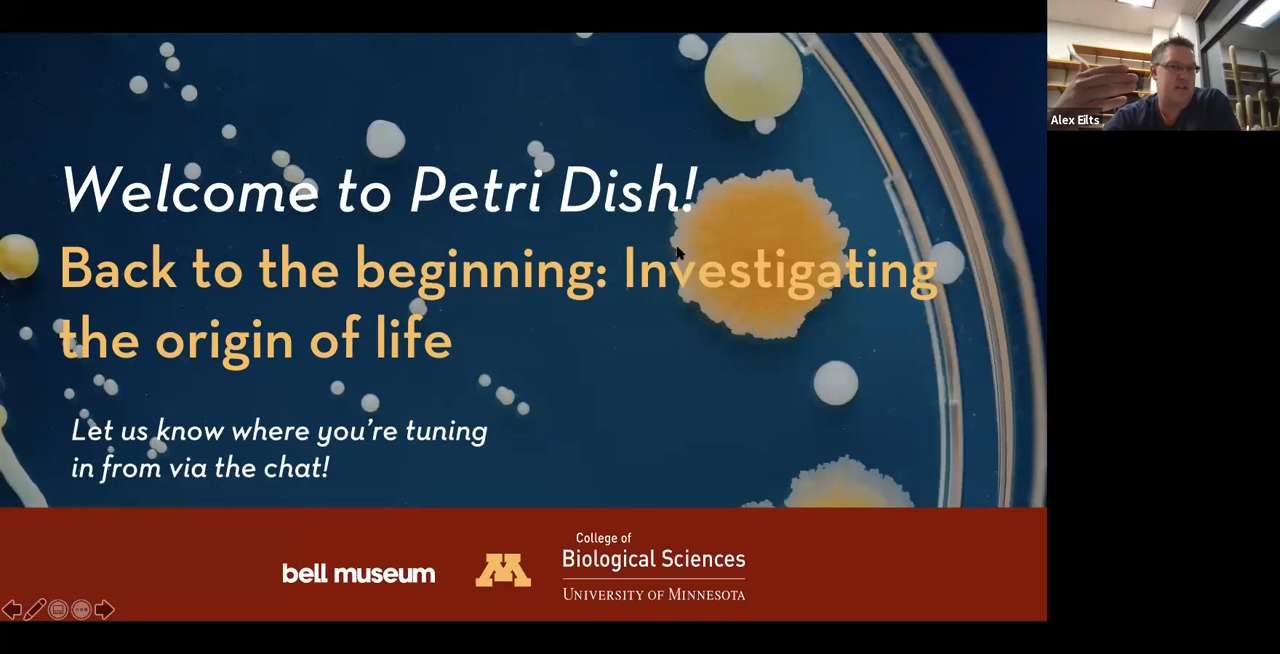 Welcome to Petri Dish!
Back to the beginning: Investigating
the origin of life
Let us know where you're tuning
in from via the chat!
bell museum
M
College of
Biological Sciences
UNIVERSITY OF MINNESOTA
Alex Eilts